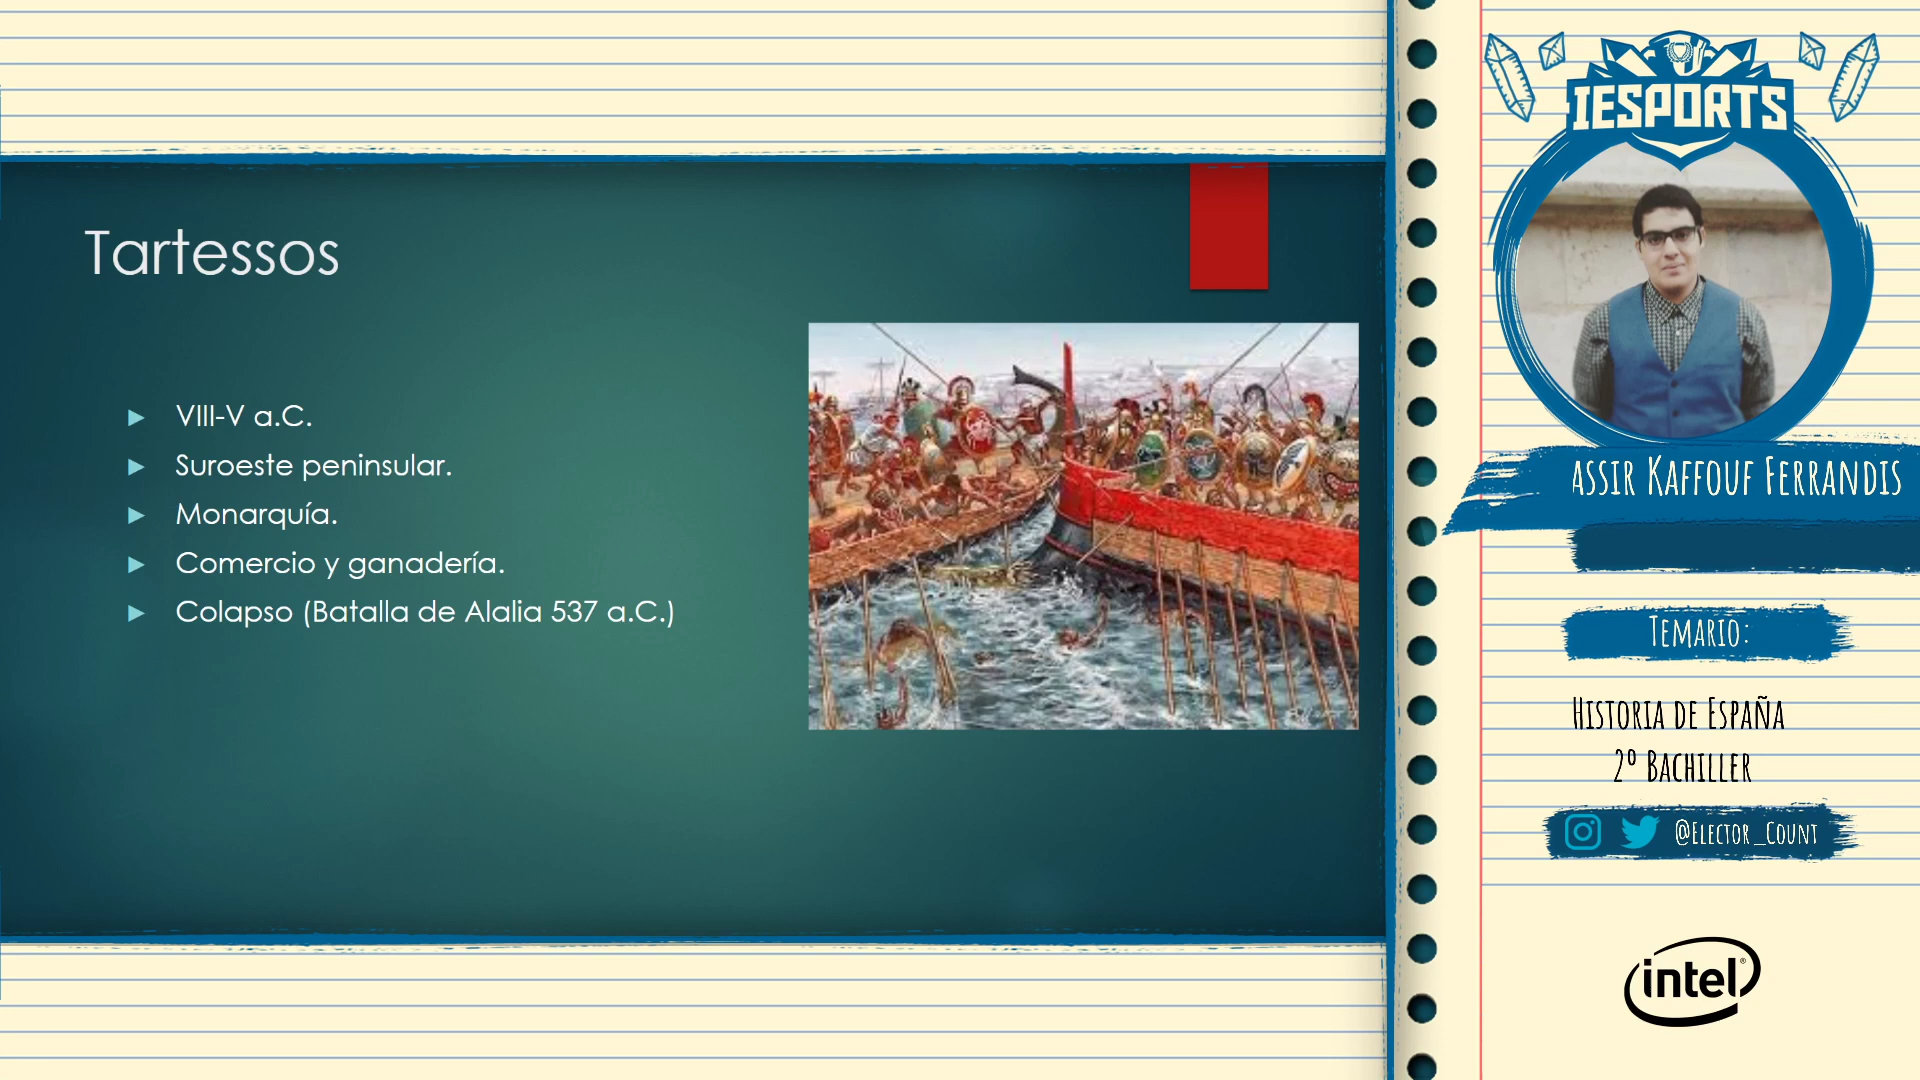 Tartessos
VIII-V a.C.
Suroeste peninsular.
Monarquía.
Comercio y ganadería.
Colapso (Batalla de Alalia 537 a.C.)
IESPORTS
ASSIR KAFFOUF FERRANDIS
TEMARIO:
HISTORIA DE ESPAÑA
2º BACHILLER
@ELECTOR_COUNT
intel®